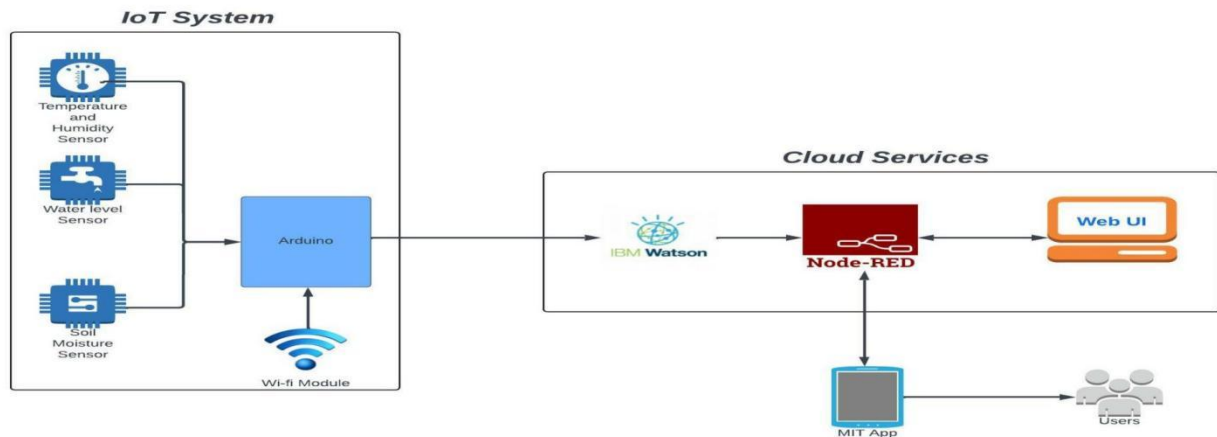 IoT System
Temperature
and
Humidity
Sensor
Water level
Sensor
Soil
Moisture
Sensor
Arduino
Wi-fi Module
Cloud Services
IBM Watson
Node-RED
Web UI
MIT App
Users